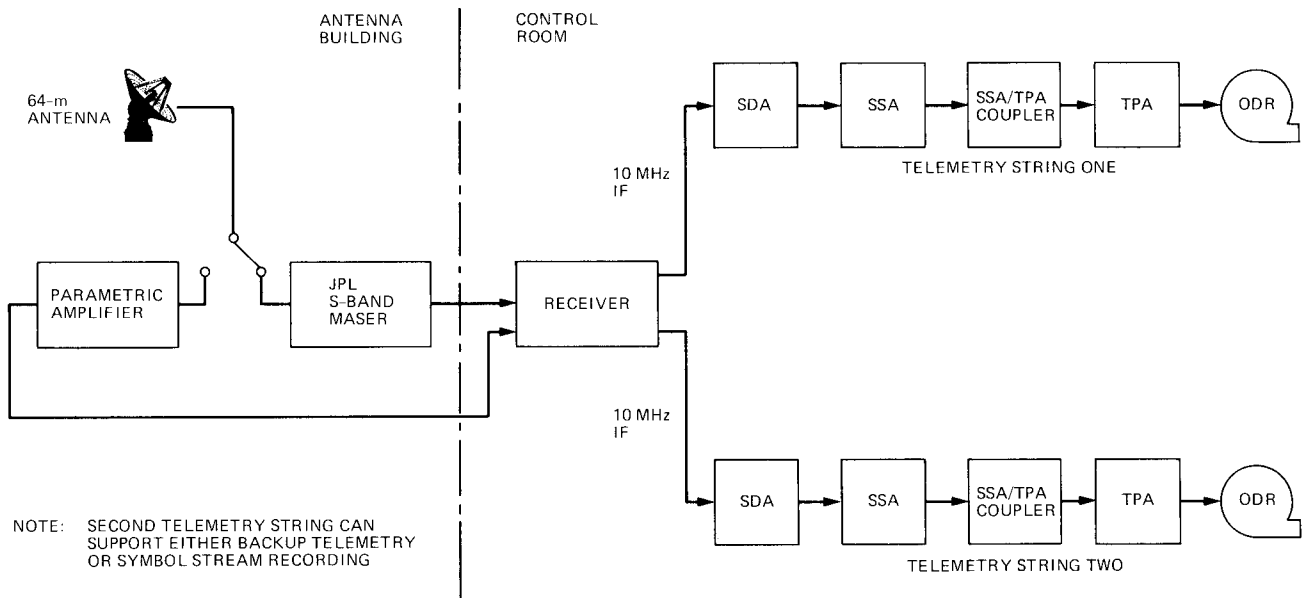 ANTENNA
BUILDING
CONTROL
ROOM
64-m
ANTENNA
SDA
SSA
SSA/TPA
COUPLER
TPA
ODR
TELEMETRY STRING ONE
10 MHz
IF
PARAMETRIC
AMPLIFIER
JPL
S-BAND
MASER
RECEIVER
10 MHz
IF
SDA
SSA
SSA/TPA
COUPLER
TPA
ODR
TELEMETRY STRING TWO
NOTE: SECOND TELEMETRY STRING CAN
SUPPORT EITHER BACKUP TELEMETRY
OR SYMBOL STREAM RECORDING